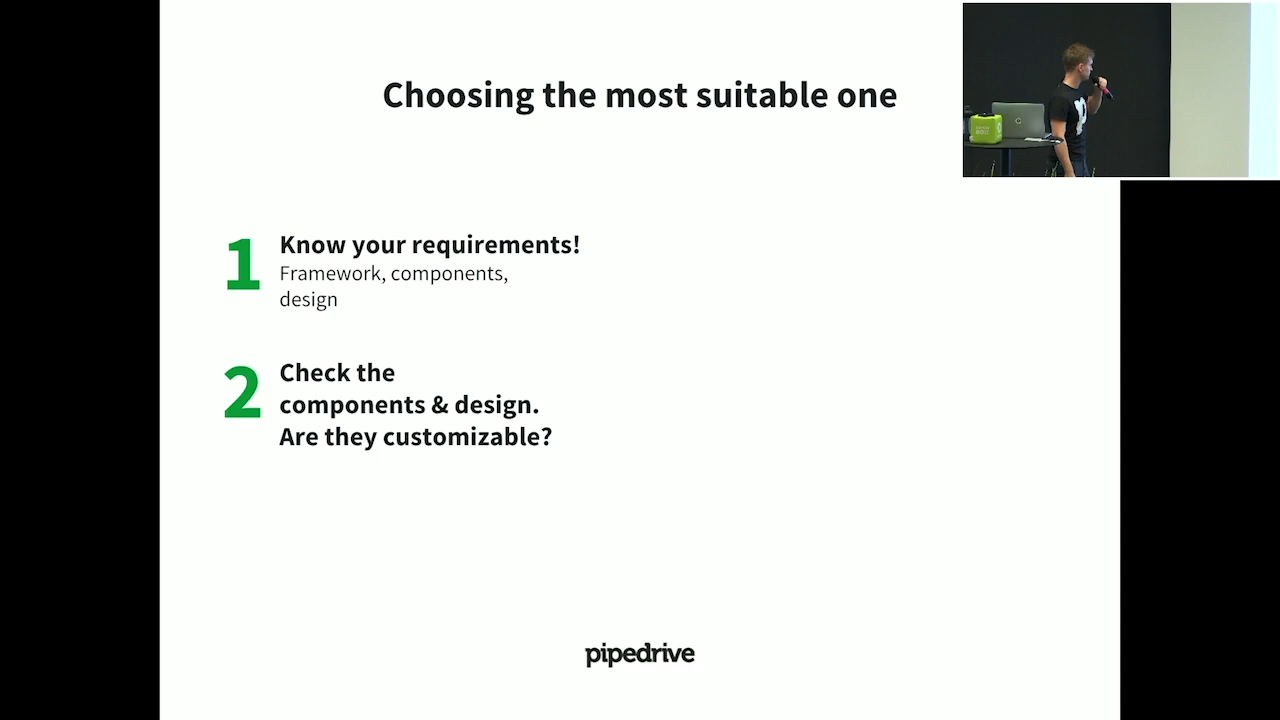 Choosing the most suitable one
1
Know your requirements!
Framework, components,
design
2
Check the
components & design.
Are they customizable?
pipedrive